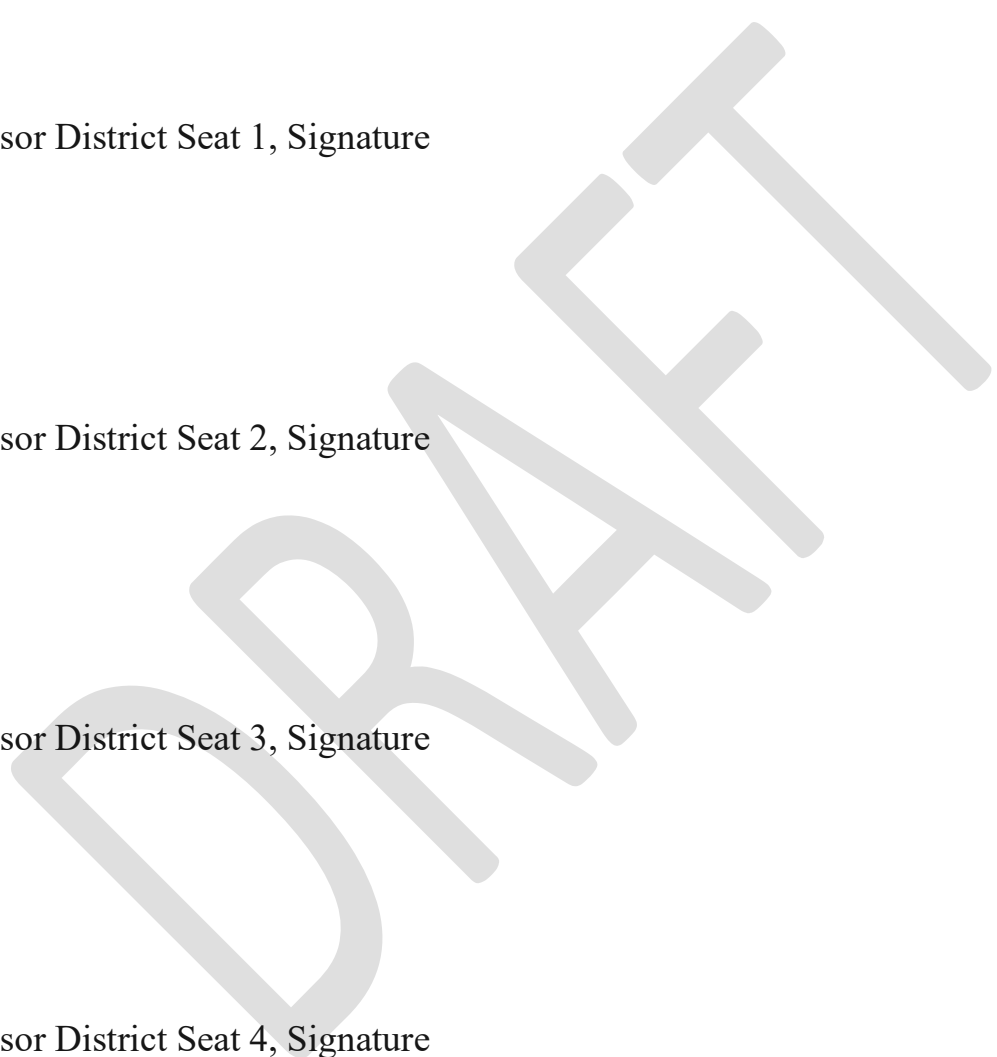 sor District Seat 1, Signature
sor District Seat 2, Signature
sor District Seat 3, Signature
sor District Seat 4, Signature
DRAFT